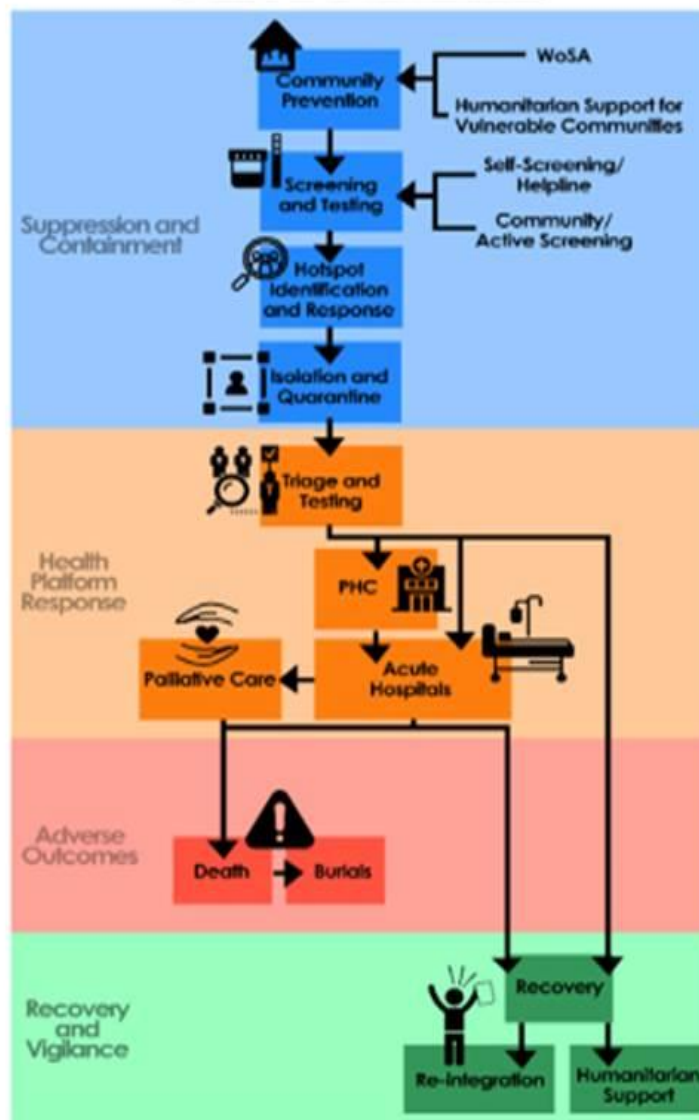 Community
Prevention
WoSA
Humanitarian Support for
Vulnerable Communities
Suppression and
Containment
Screening
and Testing
Self-Screening/
Helpline
Community/
Active Screening
Hotspot
Identification
and Response
Isolation and
Quarantine
Health
Platform
Response
Triage and
Testing
PHC
Palliative Care
Acute
Hospitals
Adverse
Outcomes
Death
Burials
Recovery
and
Vigilance
Recovery
Re-integration
Humanitarian
Support